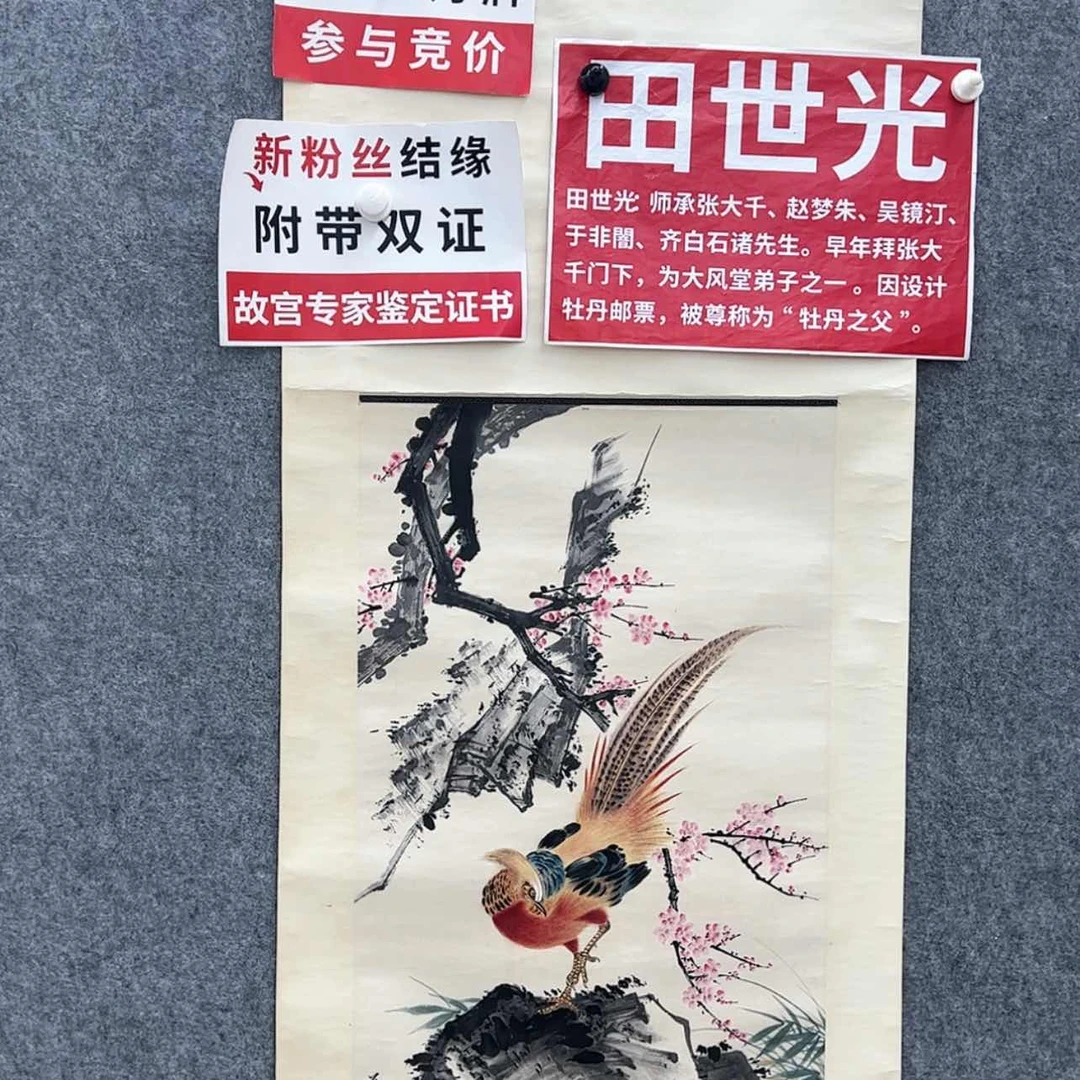 参与竞价
新粉丝结缘
附带双证
故宫专家鉴定证书
田世光
田世光: 师承张大千、赵梦朱、吴镜汀、
于非闇、齐白石诸先生。早年拜张大
千门下，为大风堂弟子之一。因设计
牡丹邮票，被尊称为“牡丹之父”。